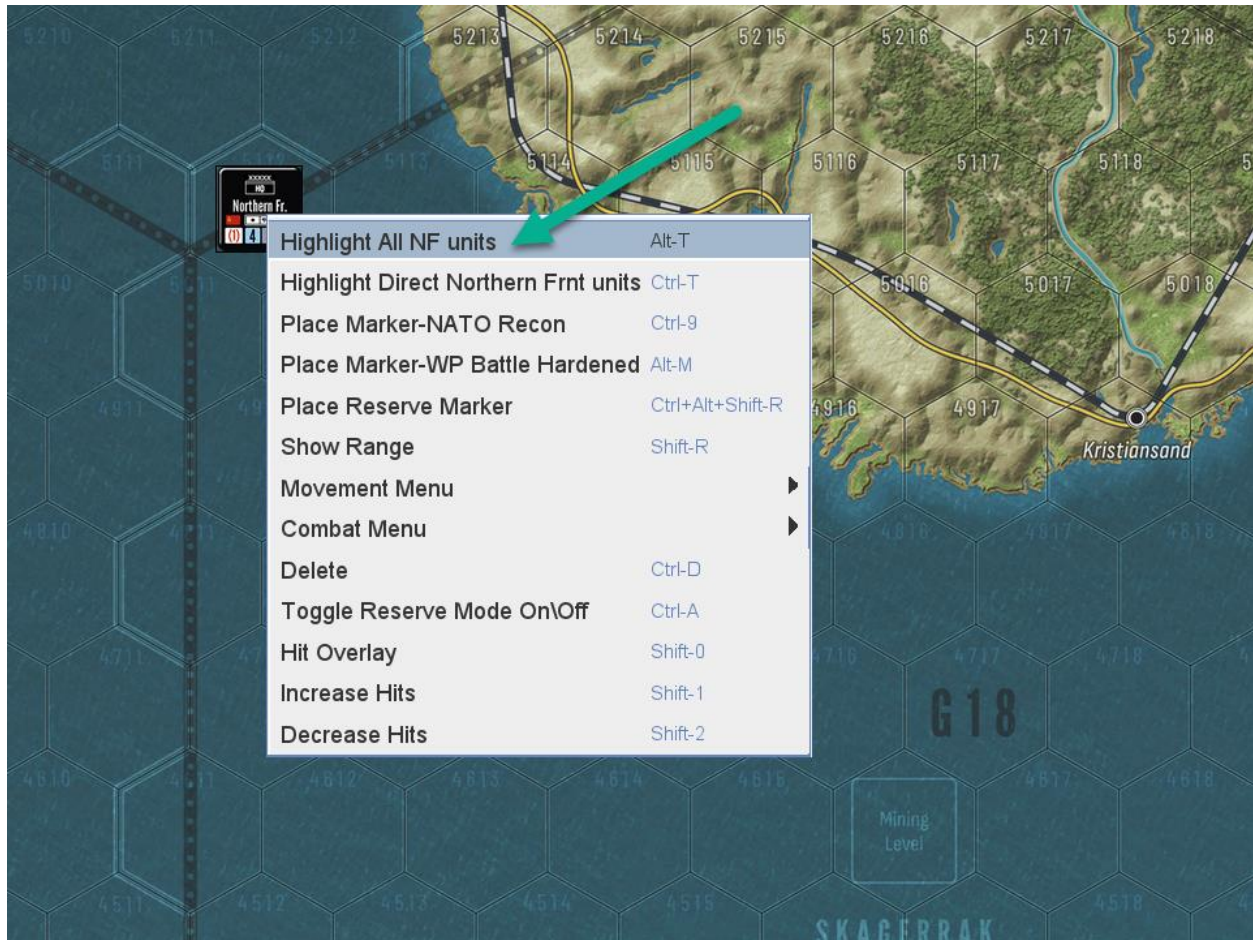 5210 5211 5212 5213 5214 5215 5216 5217 5218
5111 5113 5114 5115 5116 5117 5118
XXXXX
HQ
Northern Fr.
(1) 4
Highlight All NF units Alt-T
Highlight Direct Northern Frnt units Ctrl-T
Place Marker-NATO Recon Ctrl-9
Place Marker-WP Battle Hardened Alt-M
Place Reserve Marker Ctrl+Alt+Shift-R
Show Range Shift-R
Movement Menu
Combat Menu
Delete Ctrl-D
Toggle Reserve Mode On\Off Ctrl-A
Hit Overlay Shift-0
Increase Hits Shift-1
Decrease Hits Shift-2
5010 5016 5017 5018
4911 4916 4917
Kristiansand
4810 4816 4817 4818
4711 4716 4717 4718
G18
4610 4612 4613 4614 4617 4618
Mining
Level
4511 4512 4513 4514 4515 4518
SKAGERRAK